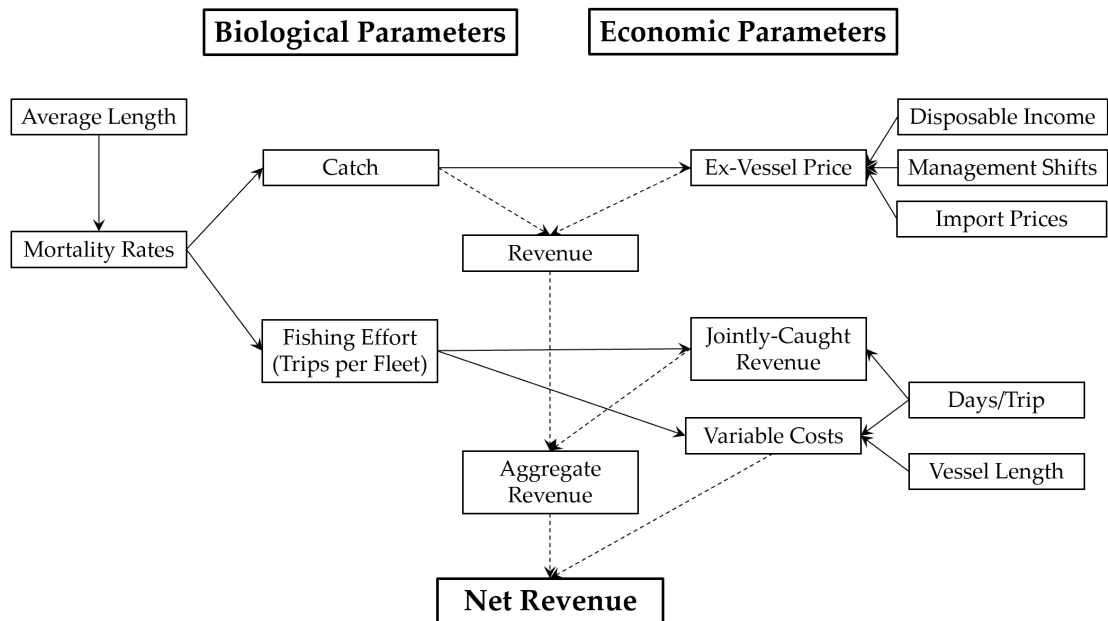 Biological Parameters
Economic Parameters
Average Length
Disposable Income
Catch
Ex-Vessel Price
Management Shifts
Import Prices
Mortality Rates
Revenue
Fishing Effort
(Trips per Fleet)
Jointly-Caught
Revenue
Days/Trip
Variable Costs
Aggregate
Revenue
Vessel Length
Net Revenue